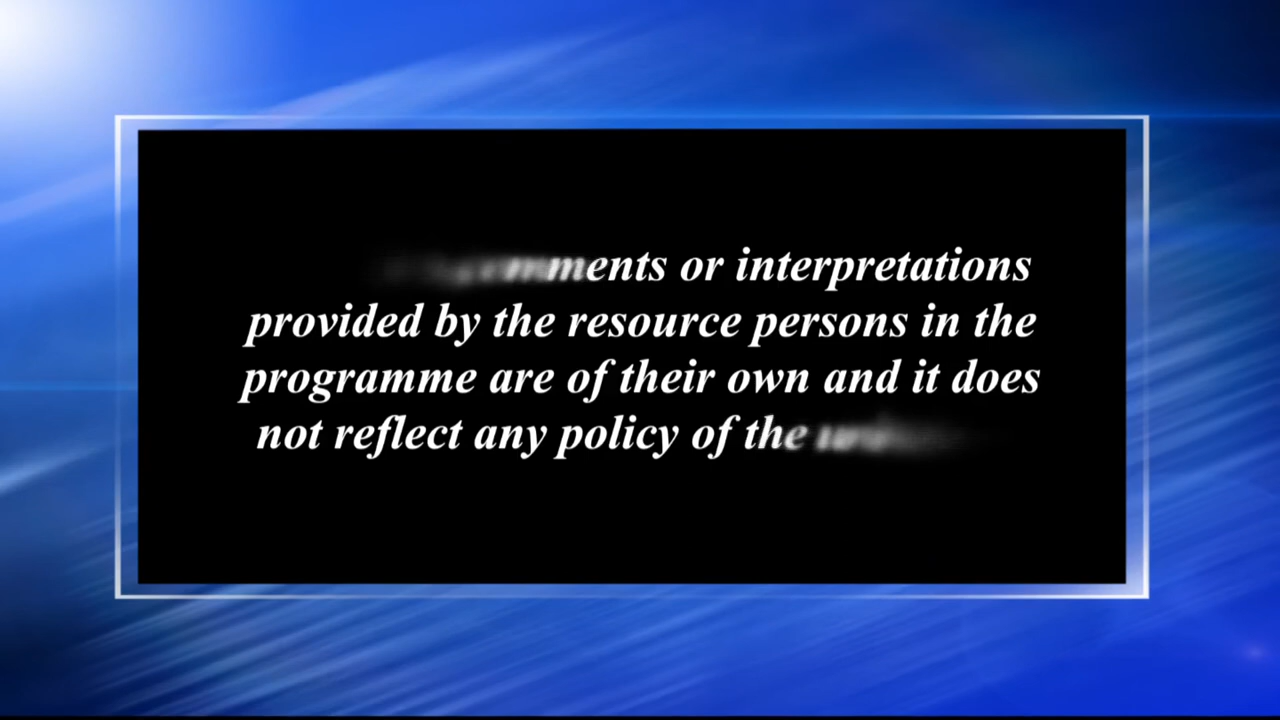 comments or interpretations
provided by the resource persons in the
programme are of their own and it does
not reflect any policy of the